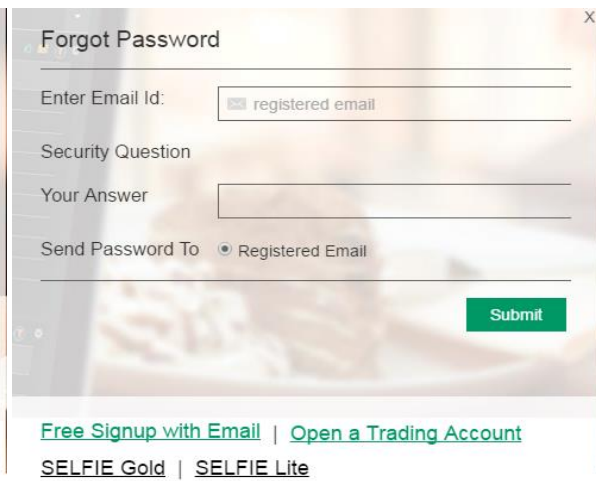 X
Forgot Password
Enter Email Id: registered email
Security Question
Your Answer
Send Password To Registered Email
Submit
Free Signup with Email | Open a Trading Account
SELFIE Gold | SELFIE Lite